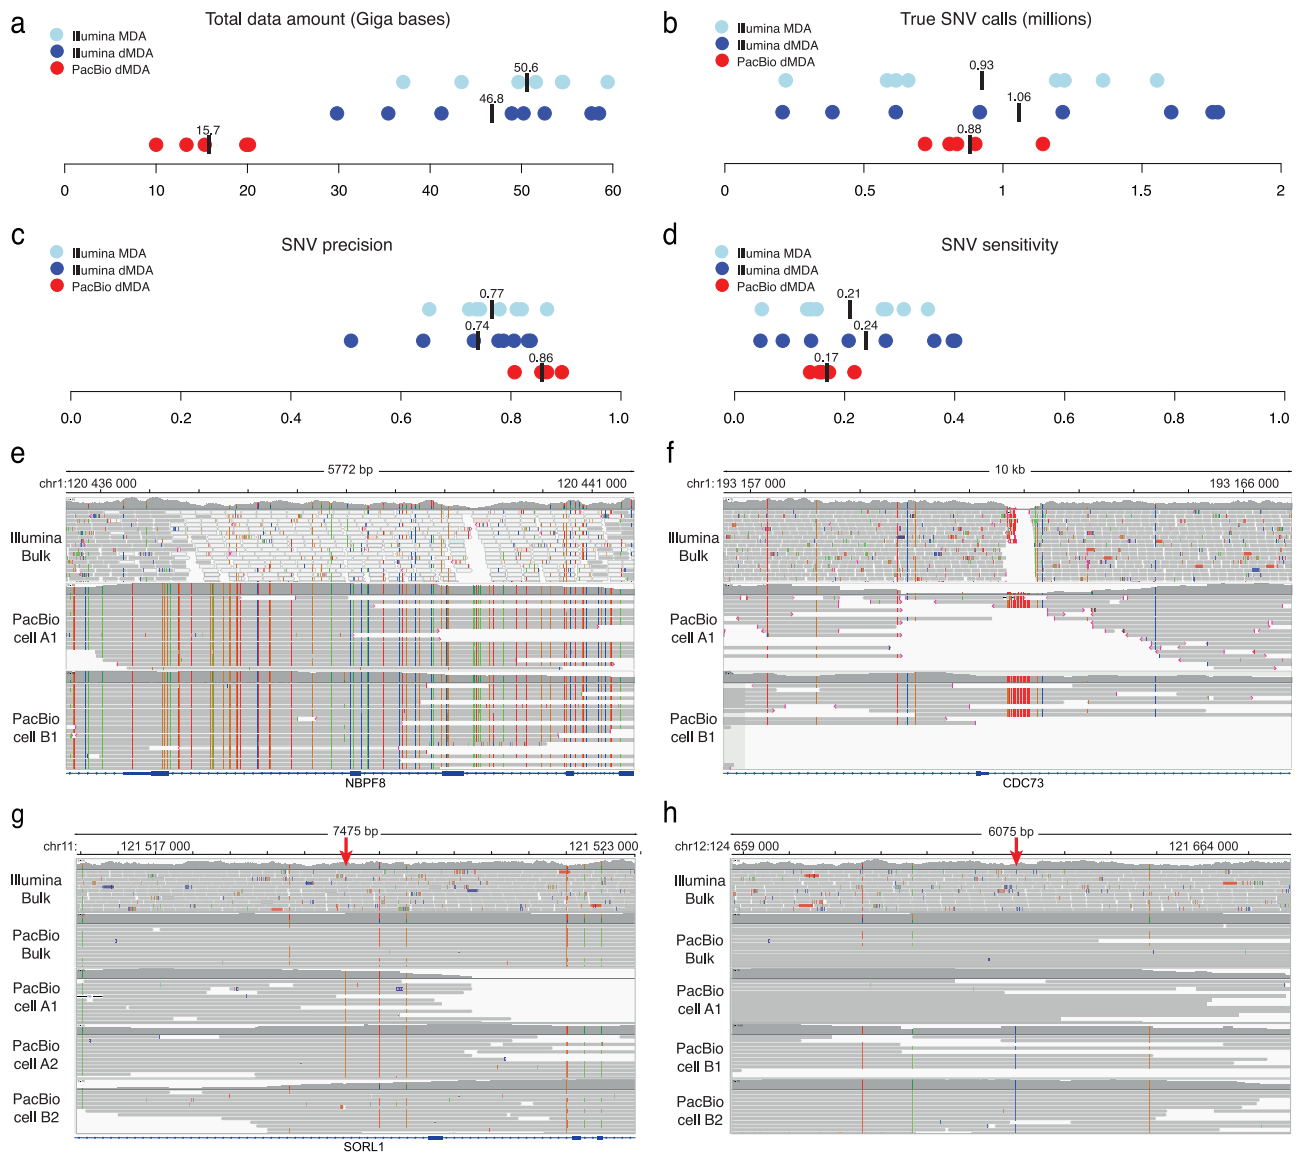 a
Total data amount (Giga bases)
Illumina MDA
Illumina dMDA
PacBio dMDA
50.6
46.8
15.7
0 10 20 30 40 50 60
b
True SNV calls (millions)
Illumina MDA
Illumina dMDA
PacBio dMDA
0.93
1.06
0.88
0 0.5 1 1.5 2
c
SNV precision
Illumina MDA
Illumina dMDA
PacBio dMDA
0.77
0.74
0.86
0.0 0.2 0.4 0.6 0.8 1.0
d
SNV sensitivity
Illumina MDA
Illumina dMDA
PacBio dMDA
0.21
0.24
0.17
0.0 0.2 0.4 0.6 0.8 1.0
e
5772 bp
chr1:120 436 000 120 441 000
Illumina
Bulk
PacBio
cell A1
PacBio
cell B1
NBPF8
f
10 kb
chr1:193 157 000 193 166 000
Illumina
Bulk
PacBio
cell A1
PacBio
cell B1
CDC73
g
7475 bp
chr11: 121 517 000 121 523 000
Illumina
Bulk
PacBio
Bulk
PacBio
cell A1
PacBio
cell A2
PacBio
cell B2
SORL1
h
6075 bp
chr12:124 659 000 121 664 000
Illumina
Bulk
PacBio
Bulk
PacBio
cell A1
PacBio
cell B1
PacBio
cell B2